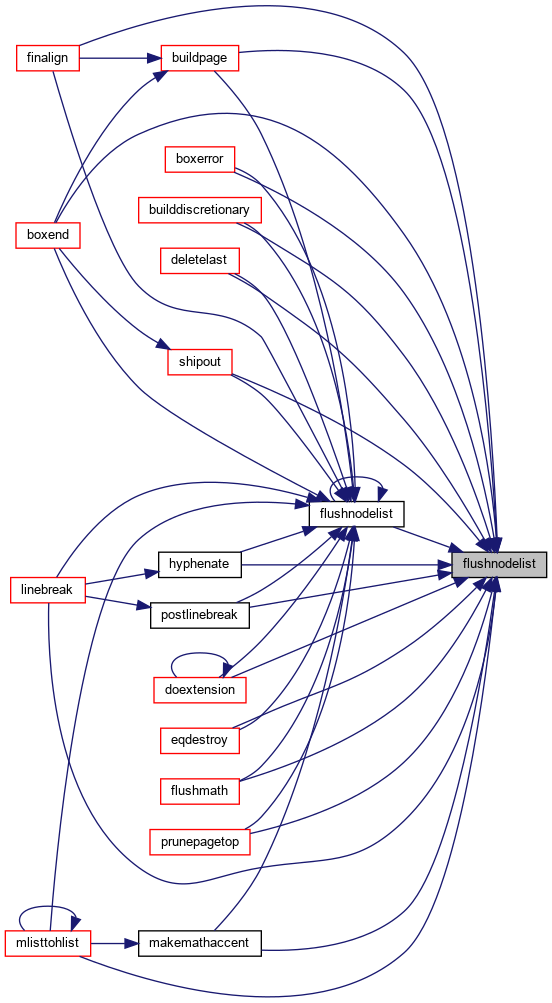 finalign
buildpage
boxerror
builddiscretionary
boxend
deletelast
shipout
flushnodelist
flushnodelist
hyphenate
linebreak
postlinebreak
doextension
eqdestroy
flushmath
prunepagetop
mlisttohlist
makemathaccent